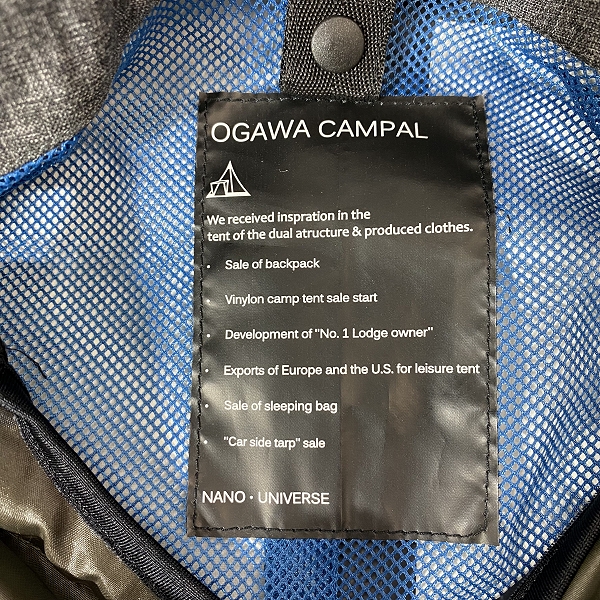 OGAWA CAMPAL
We received inspration in the
tent of the dual atructure & produced clothes.
• Sale of backpack
• Vinylon camp tent sale start
• Development of "No. 1 Lodge owner"
• Exports of Europe and the U.S. for leisure tent
• Sale of sleeping bag
• "Car side tarp" sale
NANO・UNIVERSE